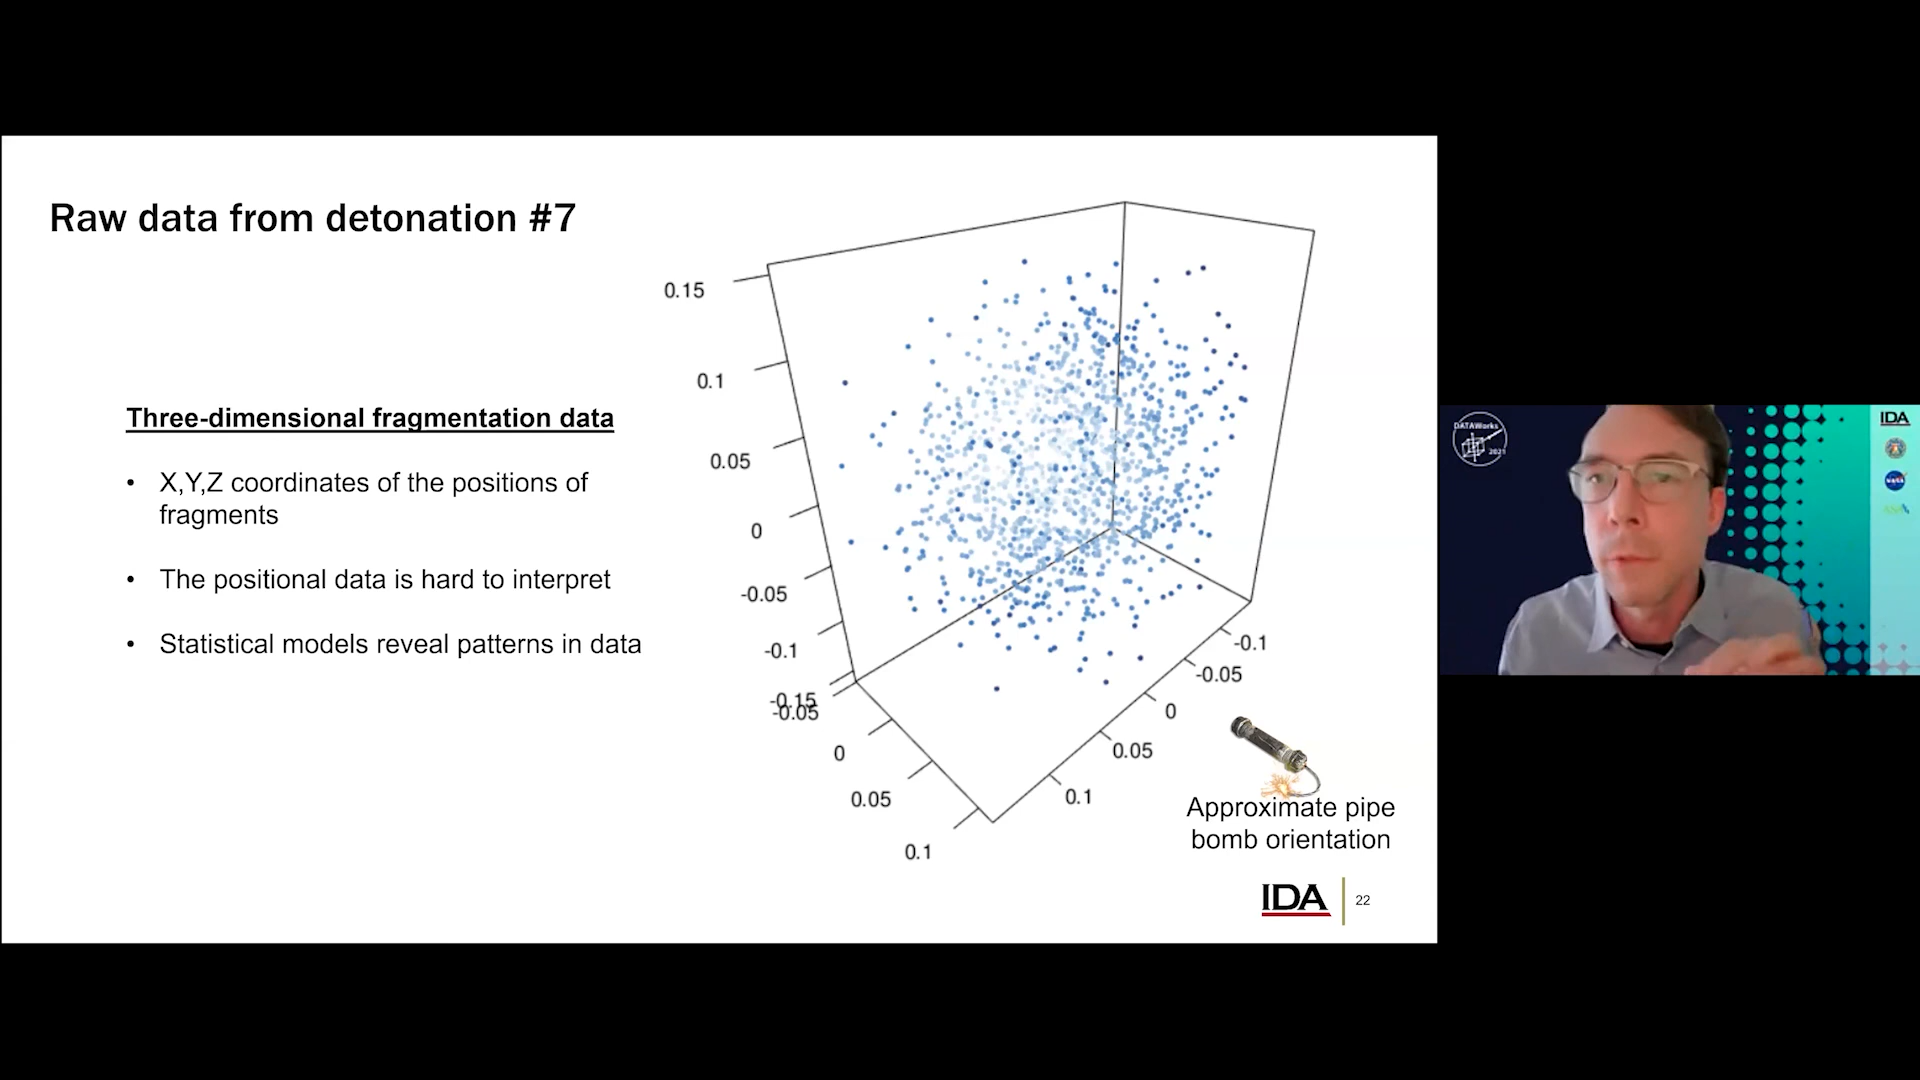 Raw data from detonation #7
Three-dimensional fragmentation data
• X,Y,Z coordinates of the positions of
fragments
• The positional data is hard to interpret
• Statistical models reveal patterns in data
0.15
0.1
0.05
0
-0.05
-0.1
-0.15
-0.05
0
0.05
0.1
-0.1
-0.05
0
0.05
0.1
Approximate pipe
bomb orientation
IDA
22
DATAWorks
2021
IDA
NASA